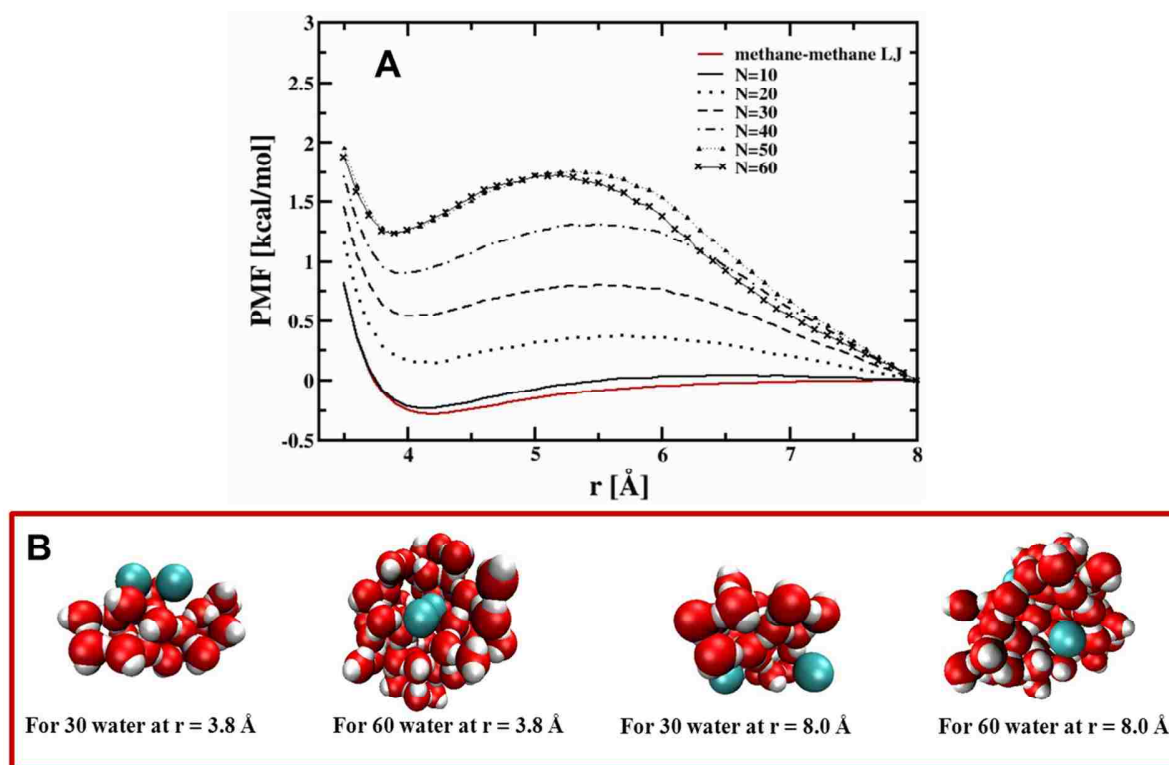 A
3
2.5
2
1.5
1
0.5
0
-0.5
PMF [kcal/mol]
methane-methane LJ
N=10
N=20
N=30
N=40
N=50
N=60
4 5 6 7 8
r [Å]
B
For 30 water at r = 3.8 Å For 60 water at r = 3.8 Å For 30 water at r = 8.0 Å For 60 water at r = 8.0 Å